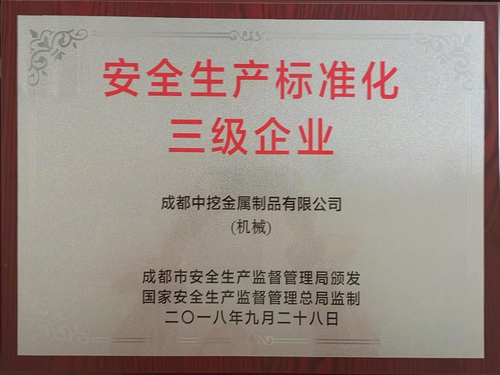 安全生产标准化
三级企业
成都中挖金属制品有限公司
(机械)
成都市安全生产监督管理局颁发
国家安全生产监督管理总局监制
二〇一八年九月二十八日